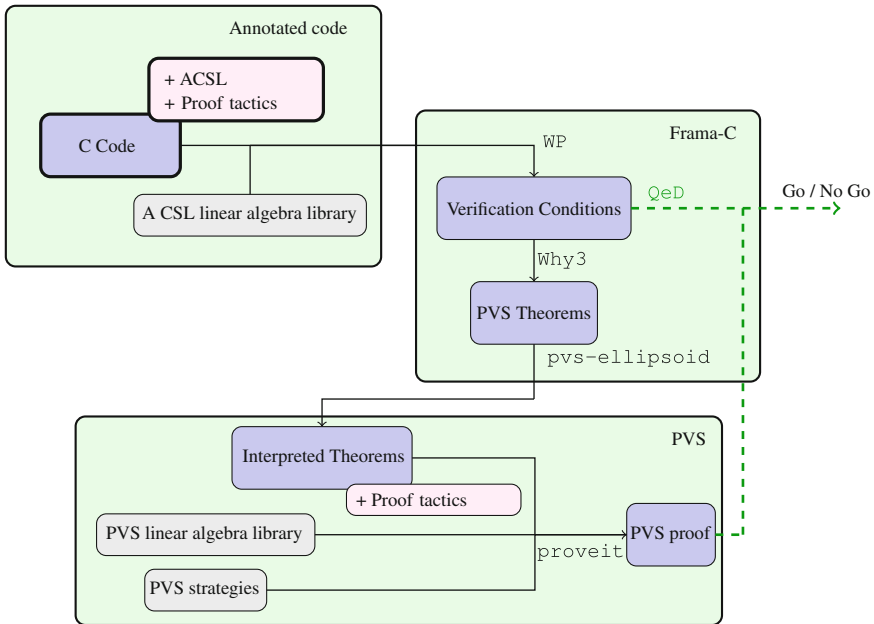 Annotated code
+ ACSL
+ Proof tactics
C Code
A CSL linear algebra library
Frama-C
WP
Verification Conditions
QeD
Go / No Go
Why3
PVS Theorems
pvs-ellipsoid
PVS
Interpreted Theorems
+ Proof tactics
PVS linear algebra library
PVS proof
proveit
PVS strategies